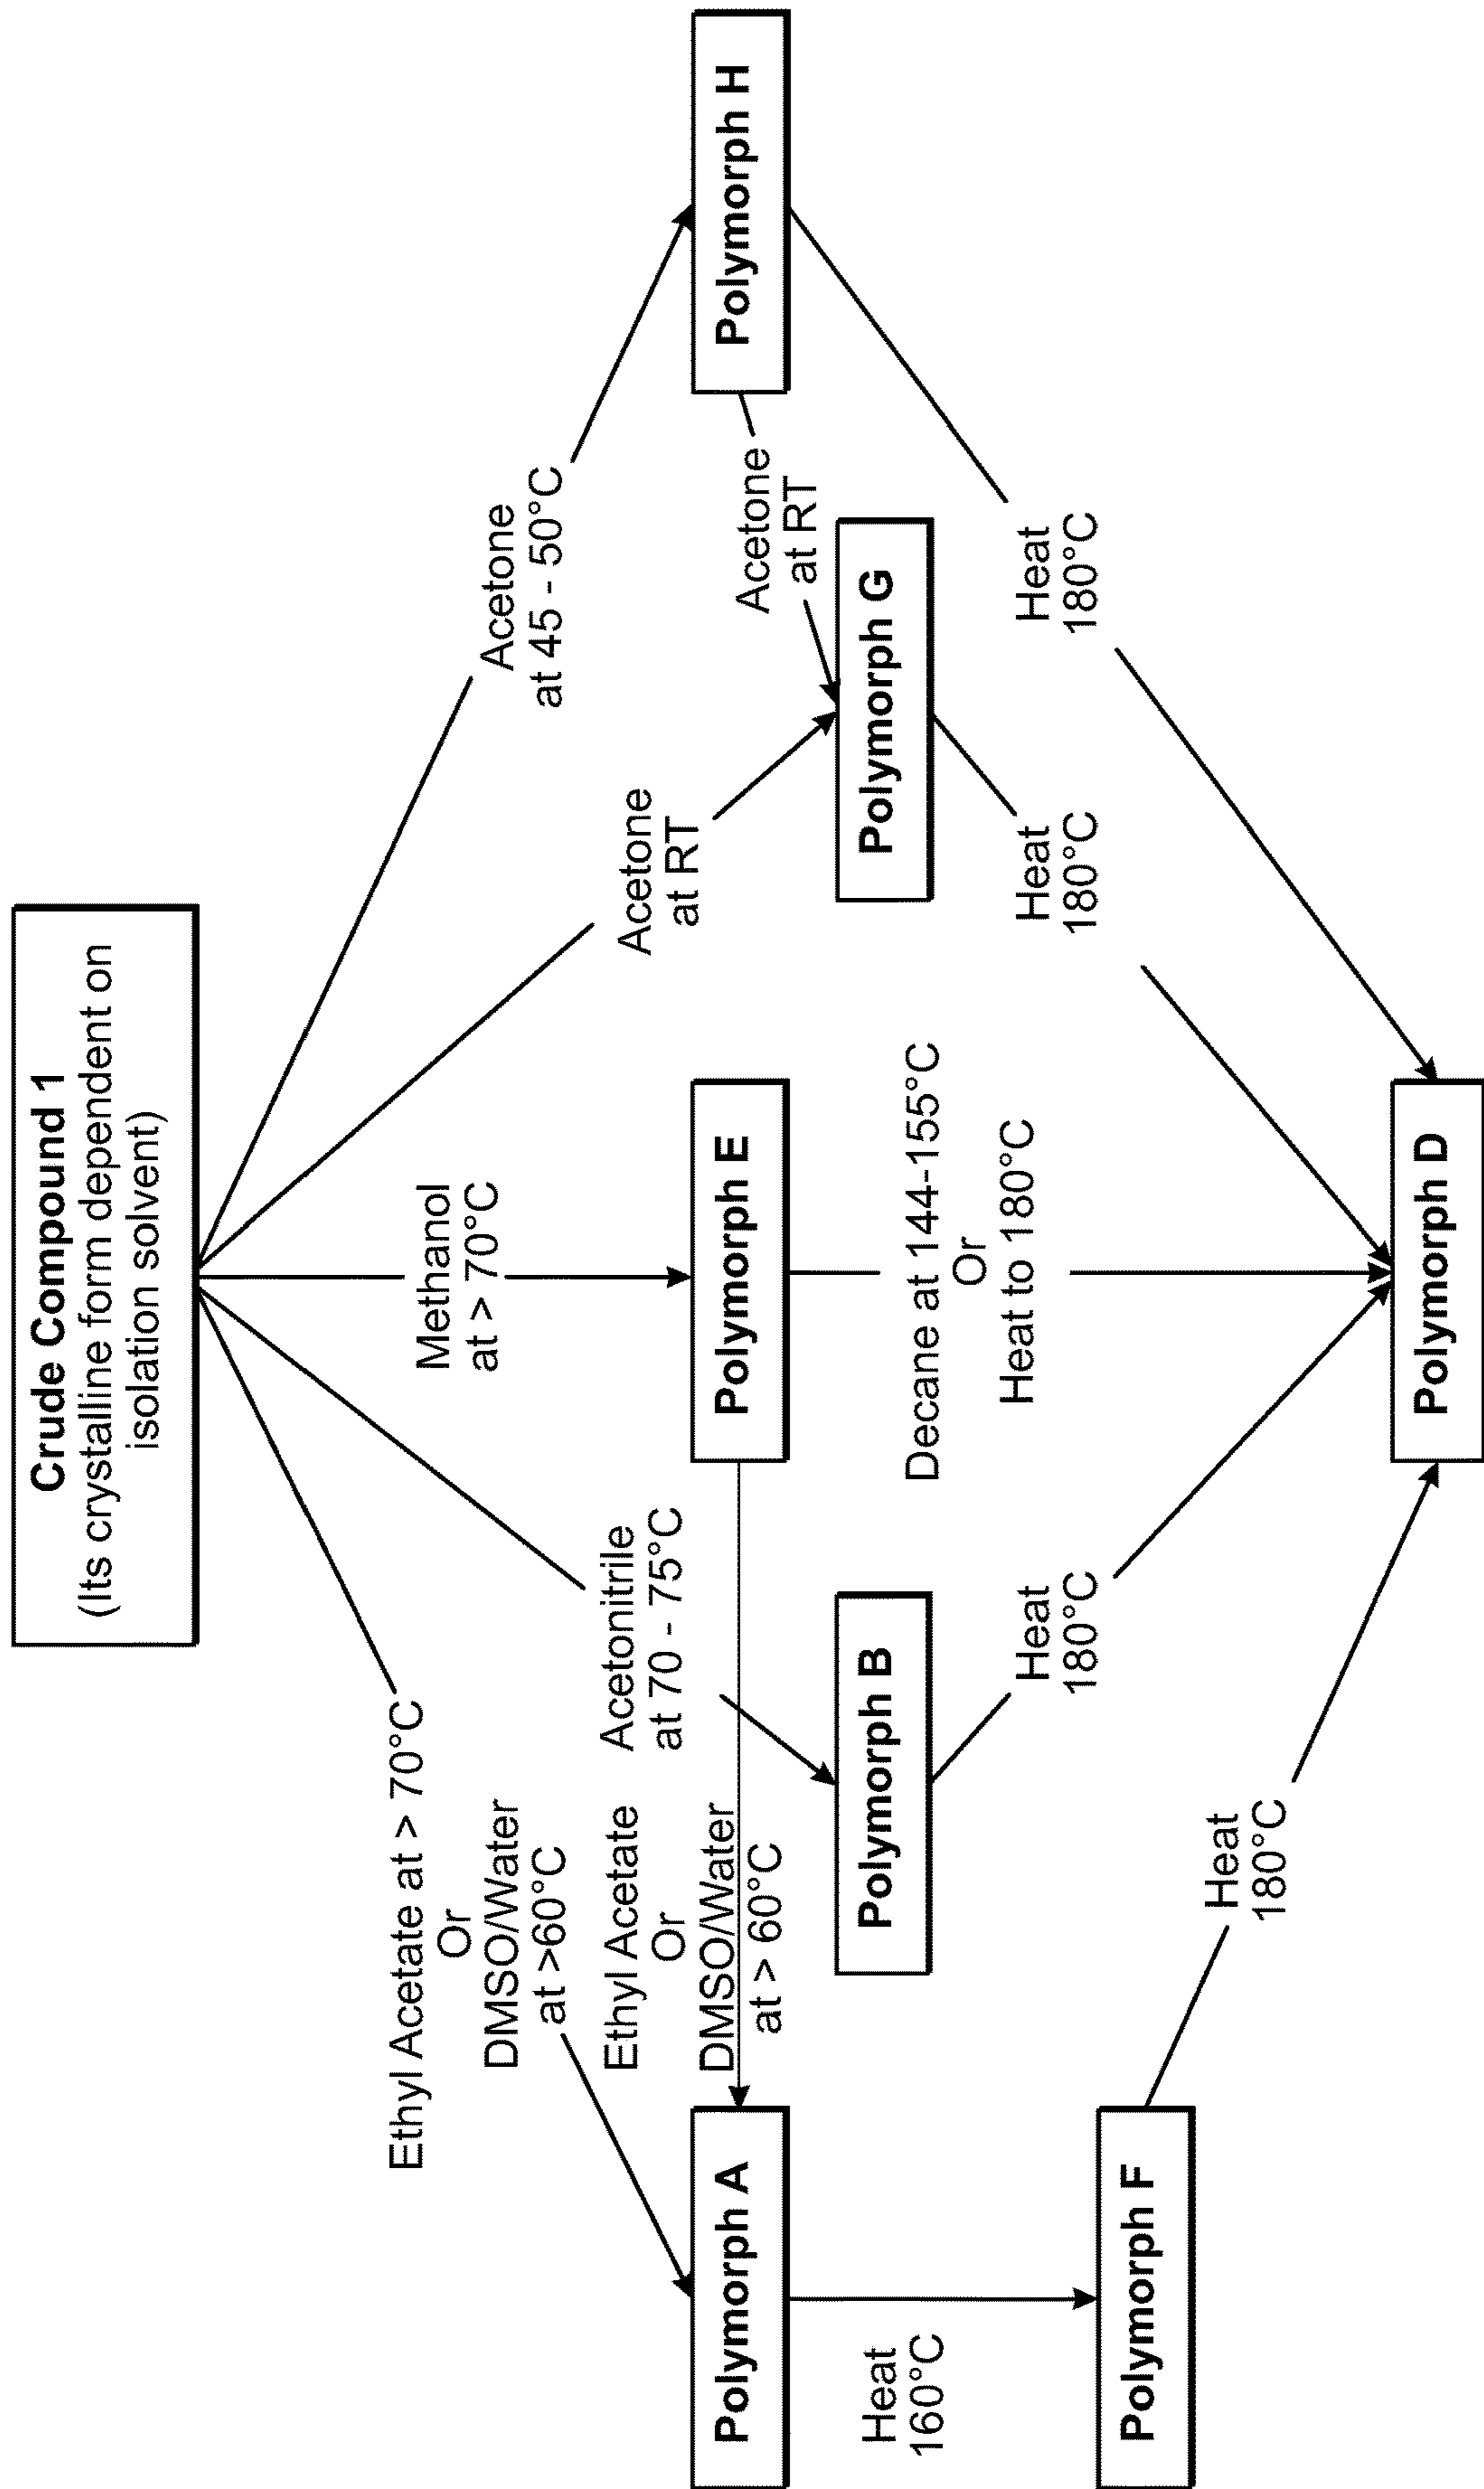 Crude Compound 1
(Its crystalline form dependent on
isolation solvent)
Ethyl Acetate at > 70°C
Or
DMSO/Water
at >60°C
Acetonitrile
at 70 - 75°C
Methanol
at > 70°C
Acetone
at RT
Acetone
at 45 - 50°C
Ethyl Acetate
Or
DMSO/Water
at > 60°C
Acetone
at RT
Polymorph A
Polymorph E
Polymorph H
Polymorph B
Polymorph G
Heat
160°C
Heat
180°C
Decane at 144-155°C
Or
Heat to 180°C
Heat
180°C
Heat
180°C
Polymorph F
Heat
180°C
Polymorph D